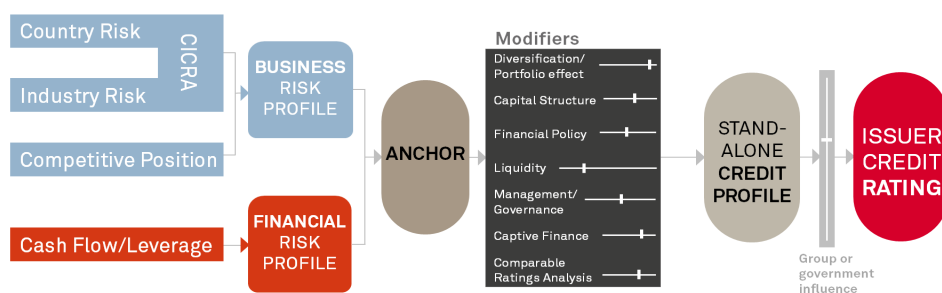 Country Risk
CICRA
Industry Risk
Competitive Position
BUSINESS
RISK
PROFILE
Cash Flow/Leverage
FINANCIAL
RISK
PROFILE
ANCHOR
Modifiers
Diversification/
Portfolio effect
Capital Structure
Financial Policy
Liquidity
Management/
Governance
Captive Finance
Comparable
Ratings Analysis
STAND-
ALONE
CREDIT
PROFILE
Group or
government
influence
ISSUER
CREDIT
RATING